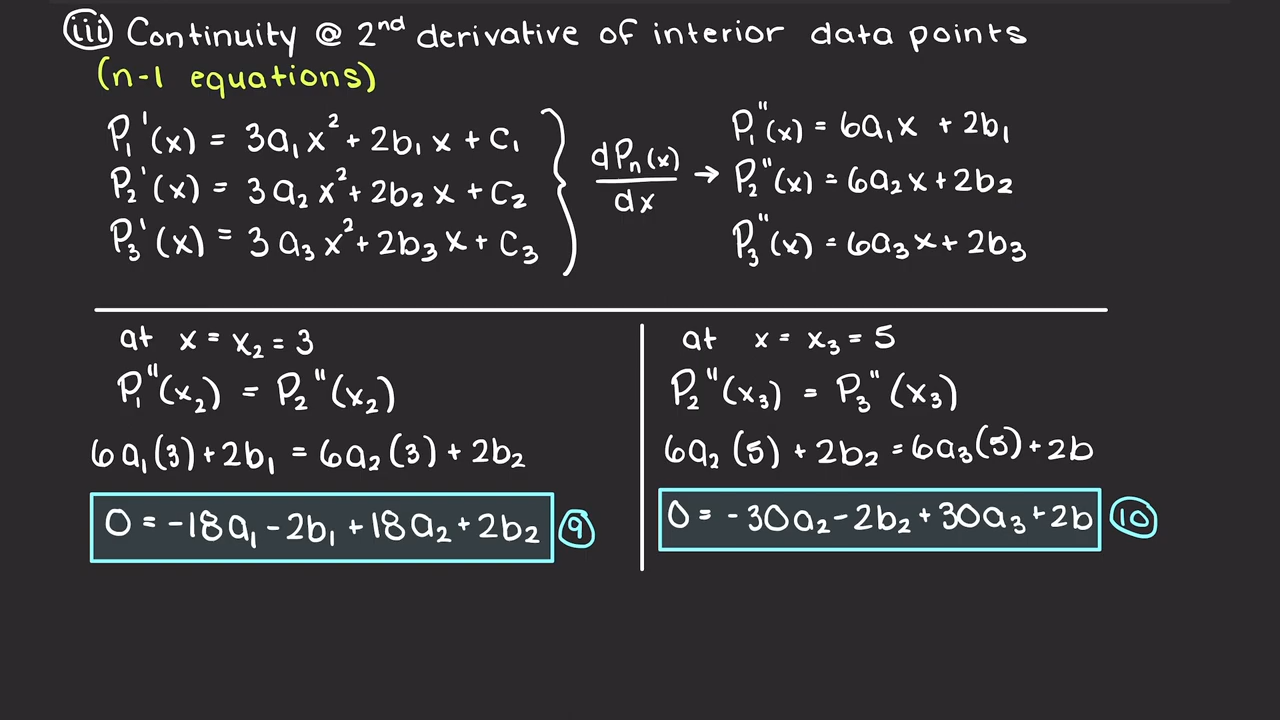 (iii) Continuity @ 2nd derivative of interior data points
(n-1 equations)
P₁'(x) = 3a₁x² + 2b₁x + C₁
P₂'(x) = 3a₂x² + 2b₂x + C₂
P₃'(x) = 3a₃x² + 2b₃x + C₃
dPₙ(x)/dx →
P₁''(x) = 6a₁x + 2b₁
P₂''(x) = 6a₂x + 2b₂
P₃''(x) = 6a₃x + 2b₃
at x = x₂ = 3
P₁''(x₂) = P₂''(x₂)
6a₁(3) + 2b₁ = 6a₂(3) + 2b₂
0 = -18a₁ - 2b₁ + 18a₂ + 2b₂ (9)
at x = x₃ = 5
P₂''(x₃) = P₃''(x₃)
6a₂(5) + 2b₂ = 6a₃(5) + 2b
0 = -30a₂ - 2b₂ + 30a₃ + 2b (10)